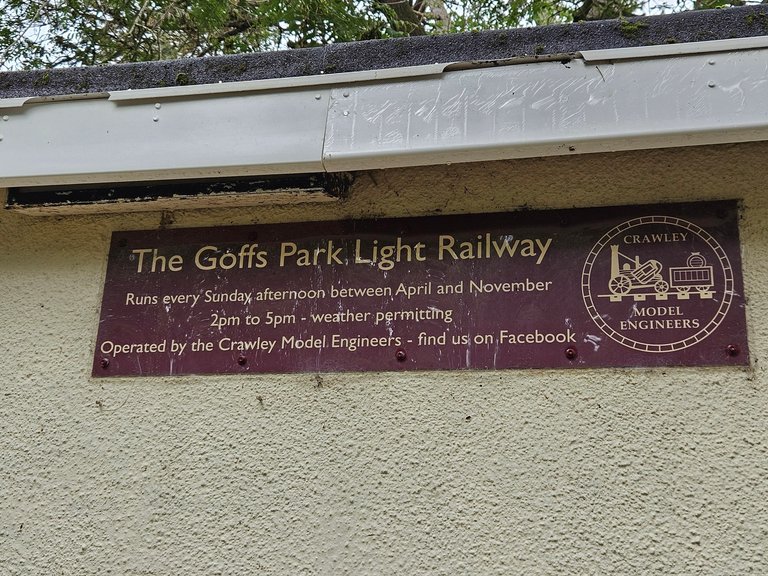 The Goffs Park Light Railway
Runs every Sunday afternoon between April and November
2pm to 5pm - weather permitting
Operated by the Crawley Model Engineers - find us on Facebook
CRAWLEY
MODEL
ENGINEERS